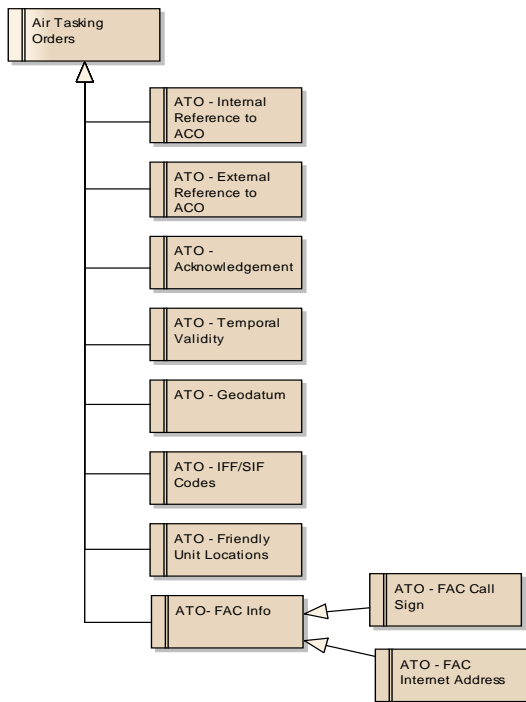 Air Tasking
Orders
ATO - Internal
Reference to
ACO
ATO - External
Reference to
ACO
ATO -
Acknowledgement
ATO - Temporal
Validity
ATO - Geodatum
ATO - IFF/SIF
Codes
ATO - Friendly
Unit Locations
ATO- FAC Info
ATO - FAC Call
Sign
ATO - FAC
Internet Address